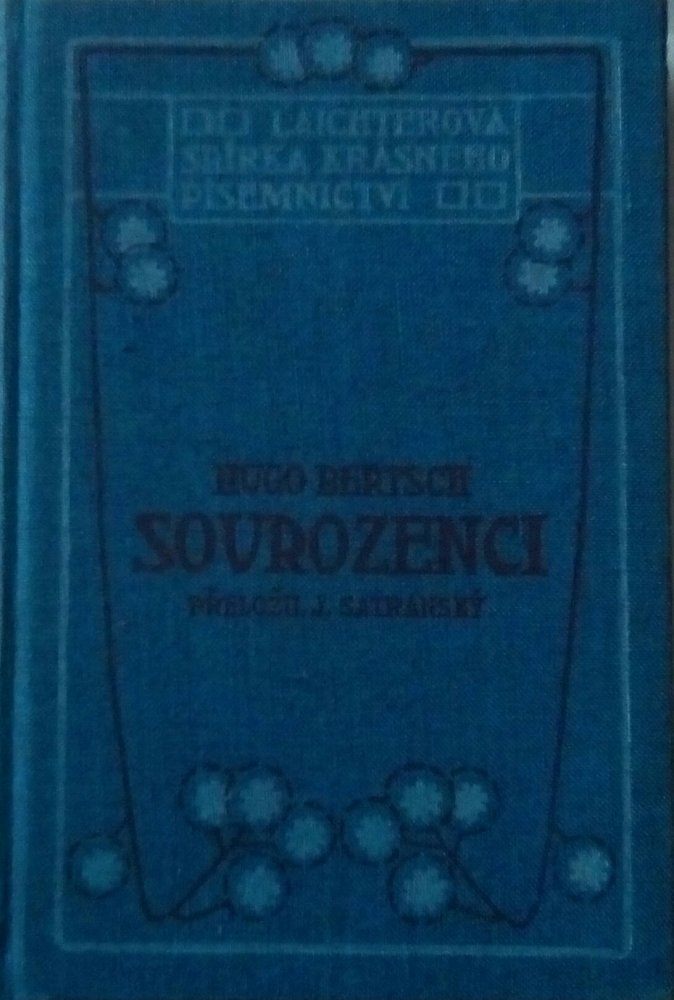 □□ LAICHTEROVA
SBÍRKA KRÁSNÉHO
PÍSEMNICTVÍ □□
HUGO BERTSCH
SOUROZENCI
PŘELOŽIL J. SATRANSKÝ